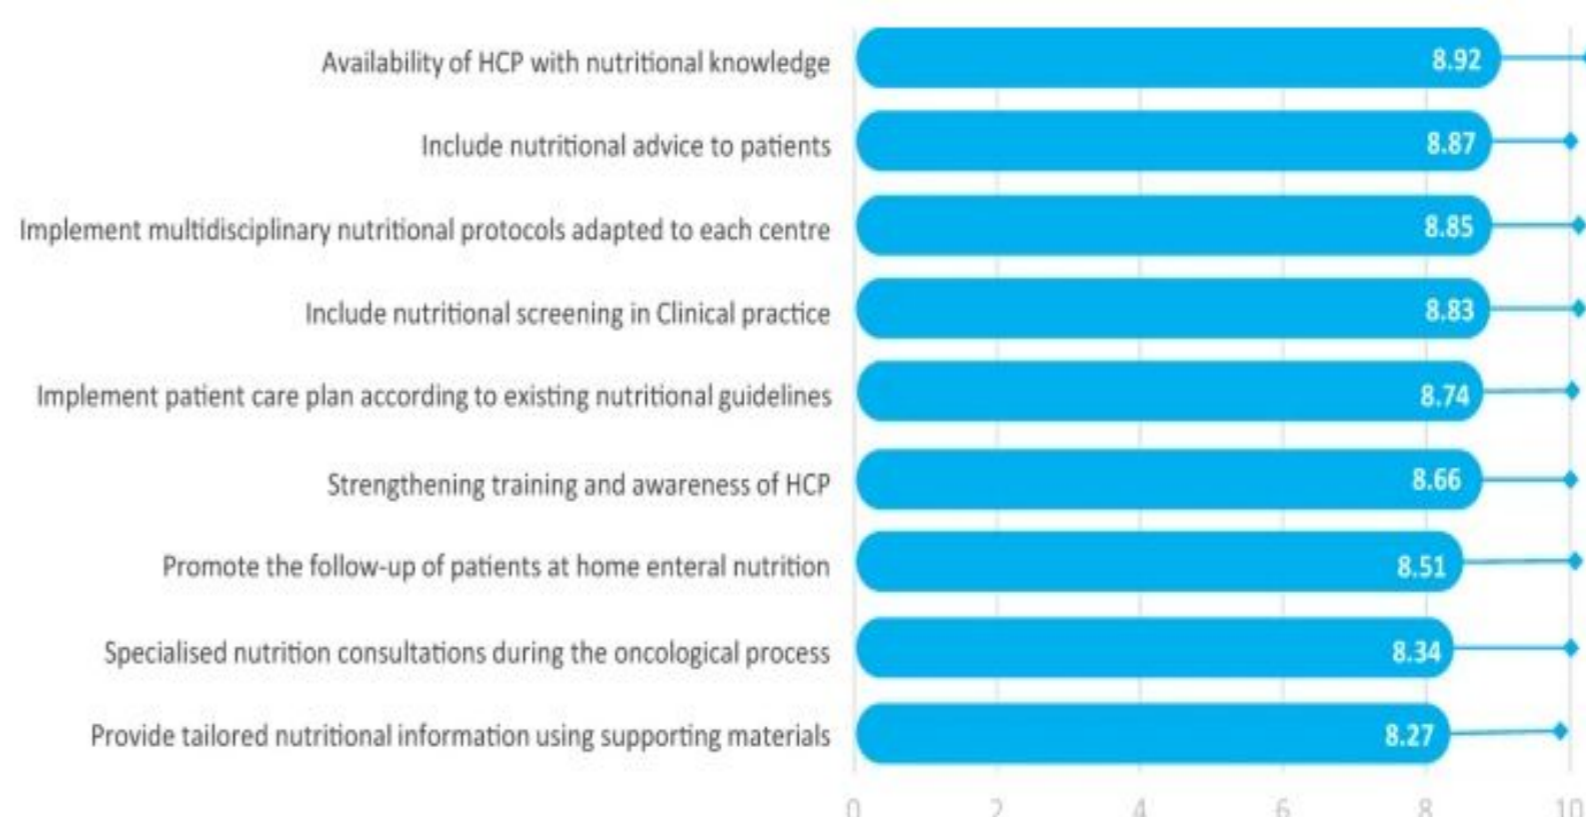 Availability of HCP with nutritional knowledge 8.92
Include nutritional advice to patients 8.87
Implement multidisciplinary nutritional protocols adapted to each centre 8.85
Include nutritional screening in Clinical practice 8.83
Implement patient care plan according to existing nutritional guidelines 8.74
Strengthening training and awareness of HCP 8.66
Promote the follow-up of patients at home enteral nutrition 8.51
Specialised nutrition consultations during the oncological process 8.34
Provide tailored nutritional information using supporting materials 8.27
0 2 4 6 8 10